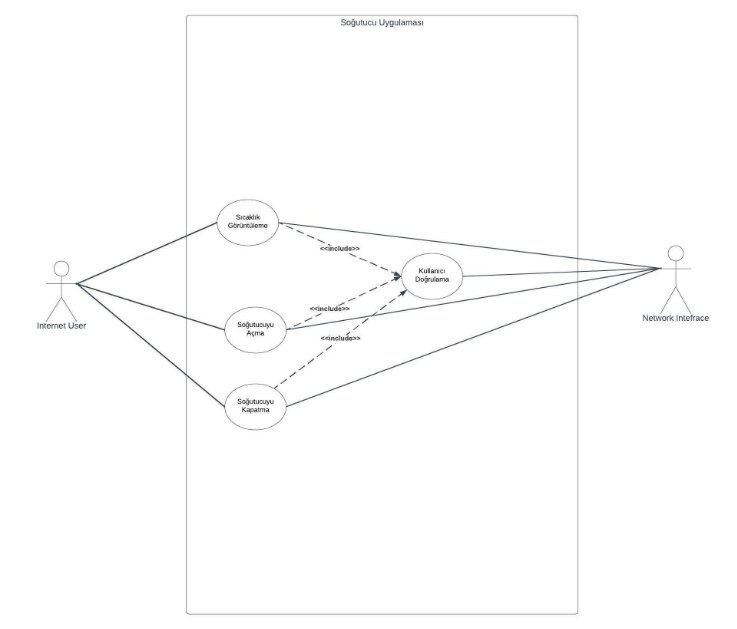 Soğutucu Uygulaması
Sıcaklık
Görüntüleme
<<include>>
Kullanıcı
Doğrulama
<<include>>
Soğutucuyu
Açma
<<include>>
Soğutucuyu
Kapatma
Internet User
Network Intefrace